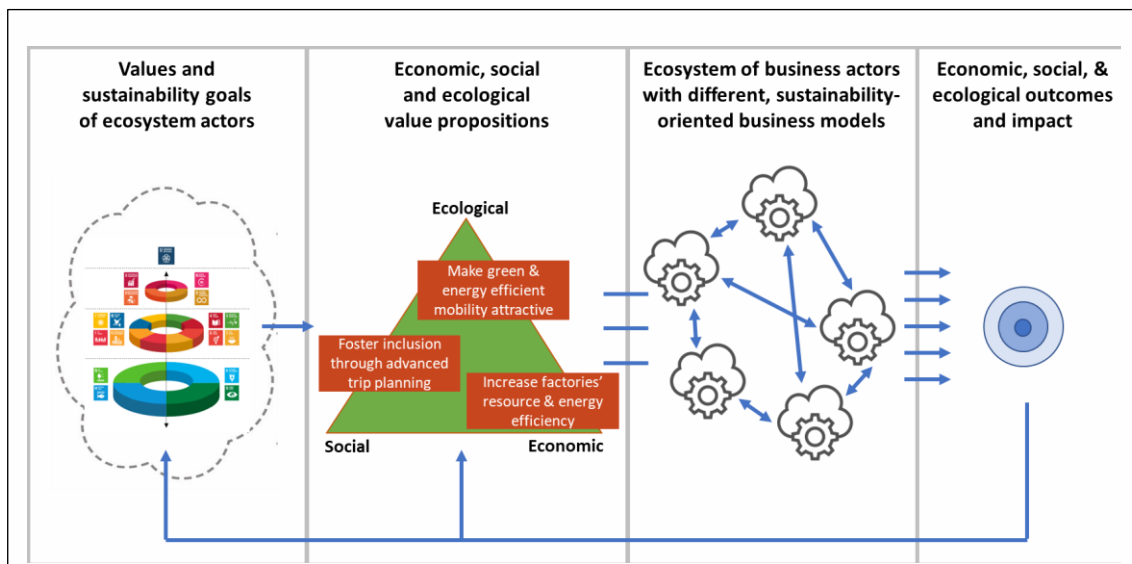 Values and
sustainability goals
of ecosystem actors
Economic, social
and ecological
value propositions
Ecosystem of business actors
with different, sustainability-
oriented business models
Economic, social, &
ecological outcomes
and impact
Ecological
Make green &
energy efficient
mobility attractive
Foster inclusion
through advanced
trip planning
Increase factories’
resource & energy
efficiency
Social
Economic